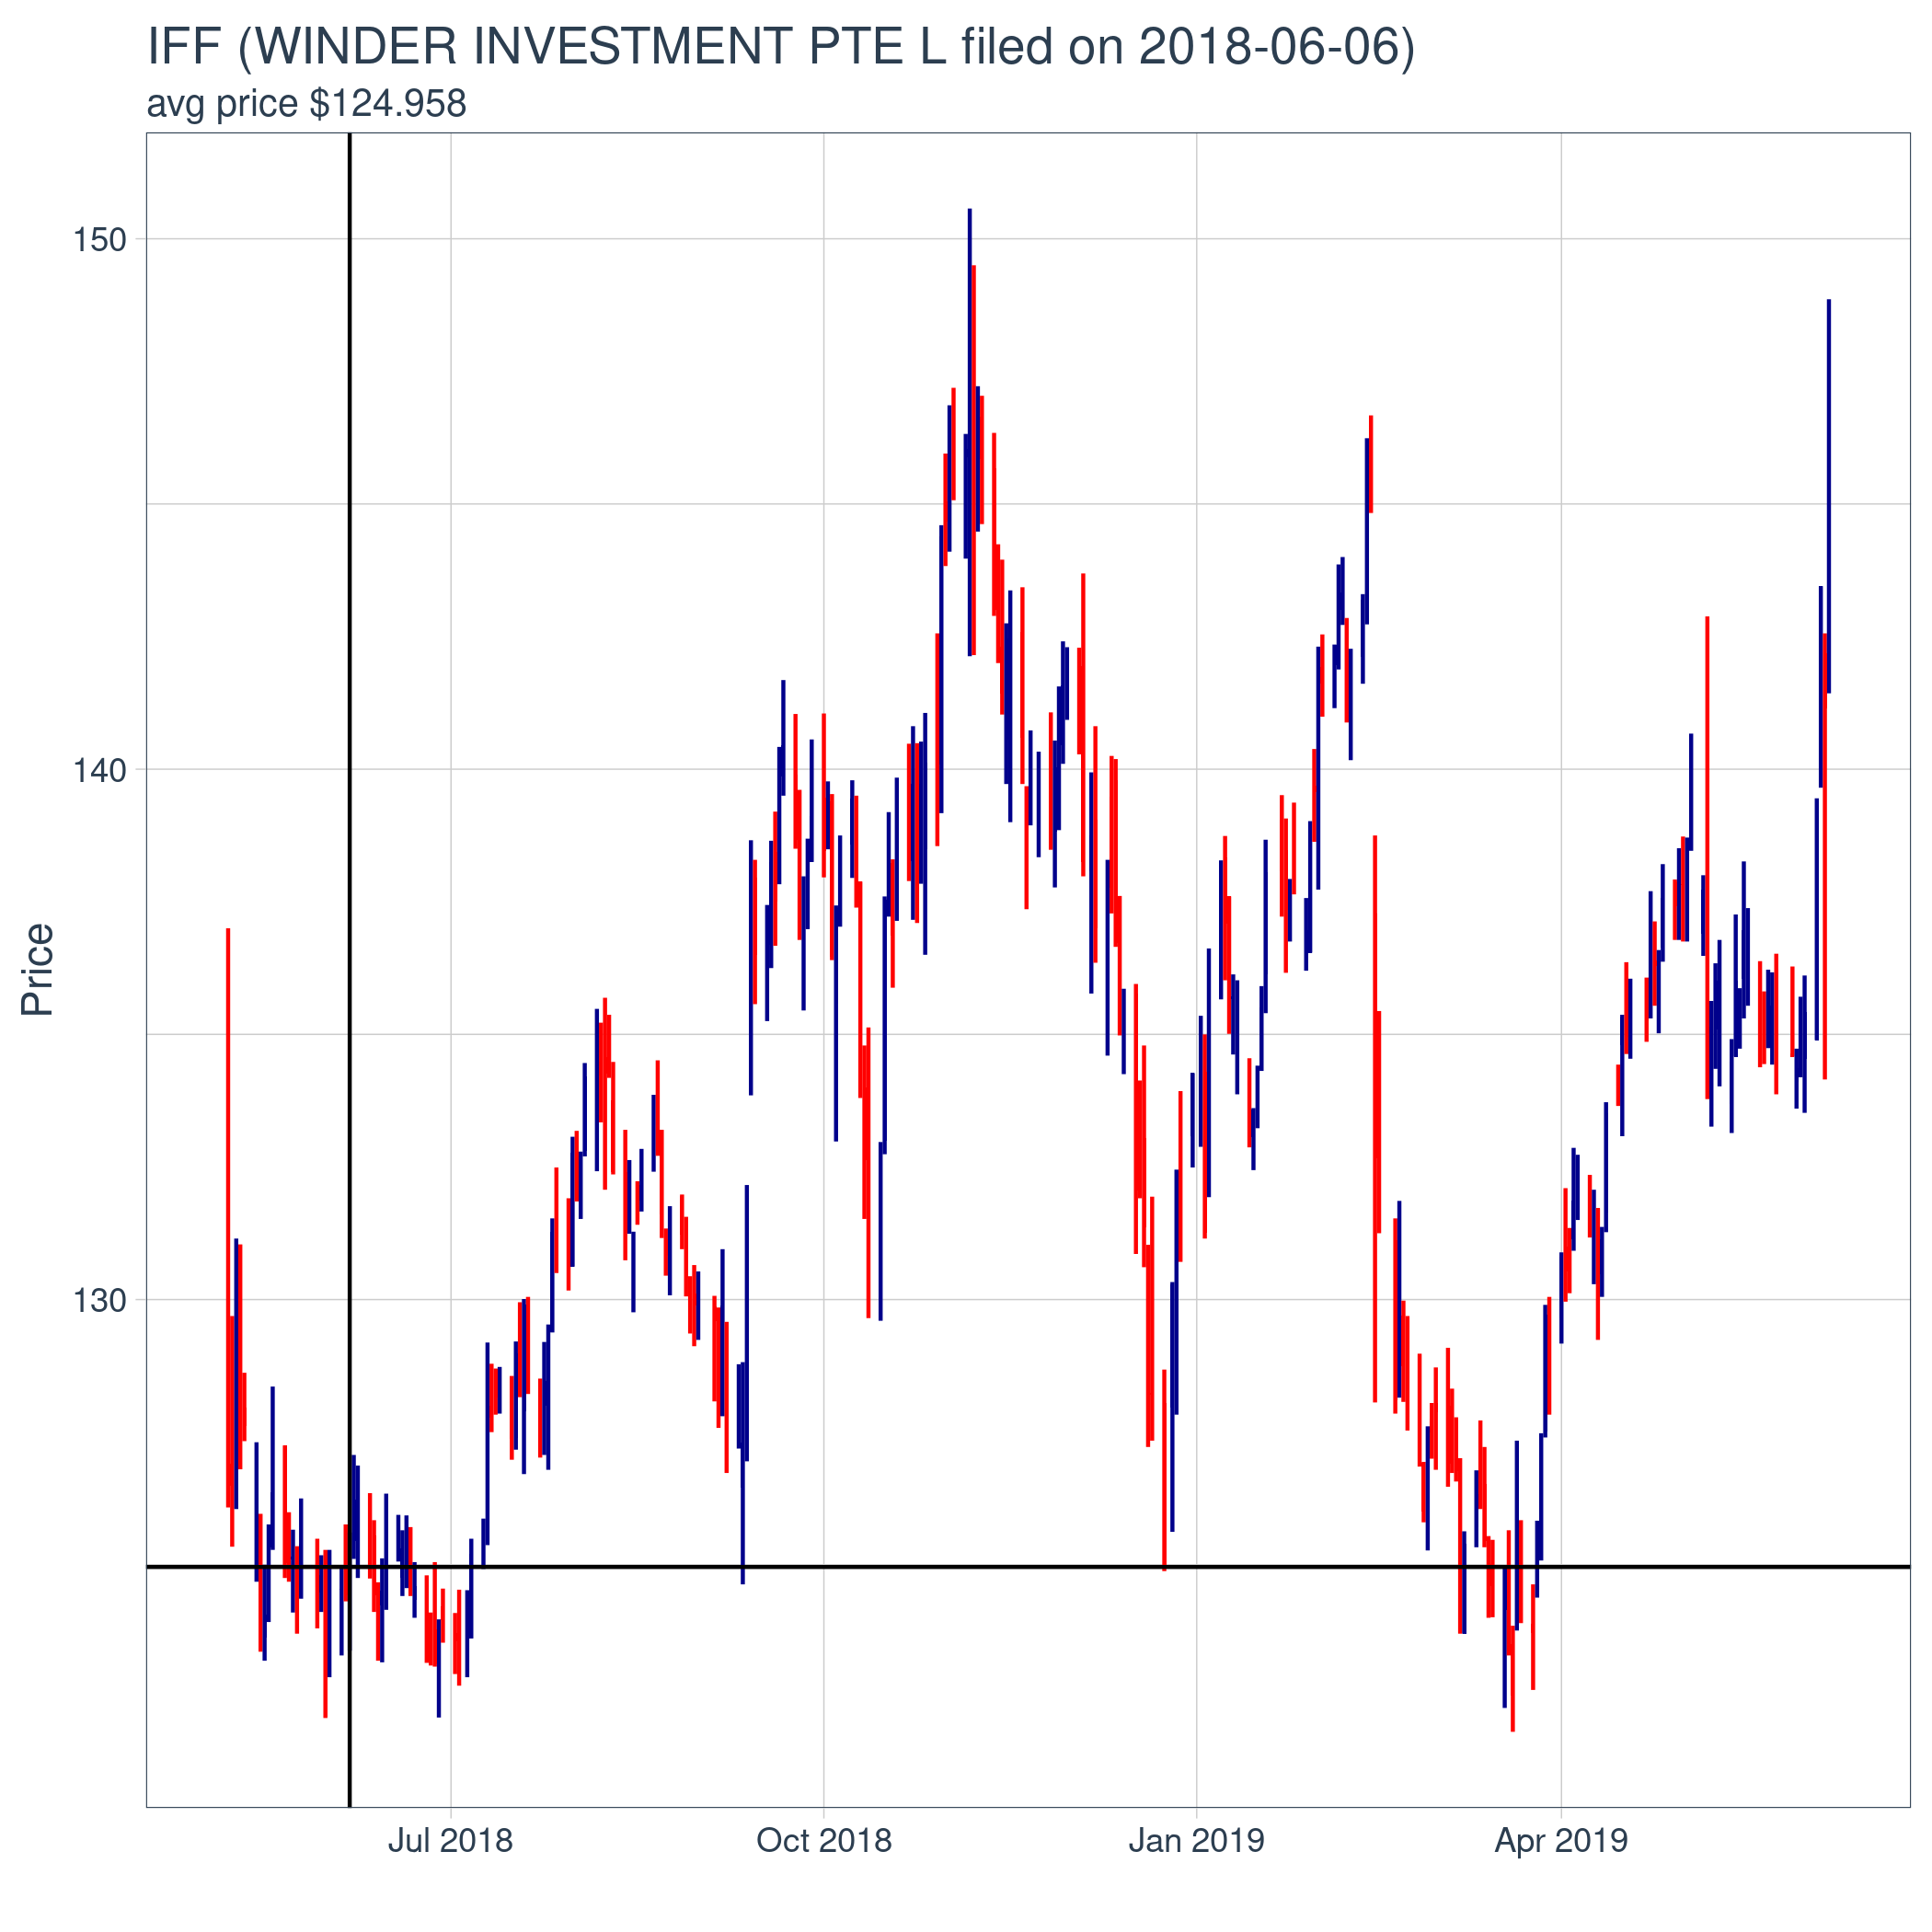 IFF (WINDER INVESTMENT PTE L filed on 2018-06-06)
avg price $124.958
150
140
130
Price
Jul 2018
Oct 2018
Jan 2019
Apr 2019